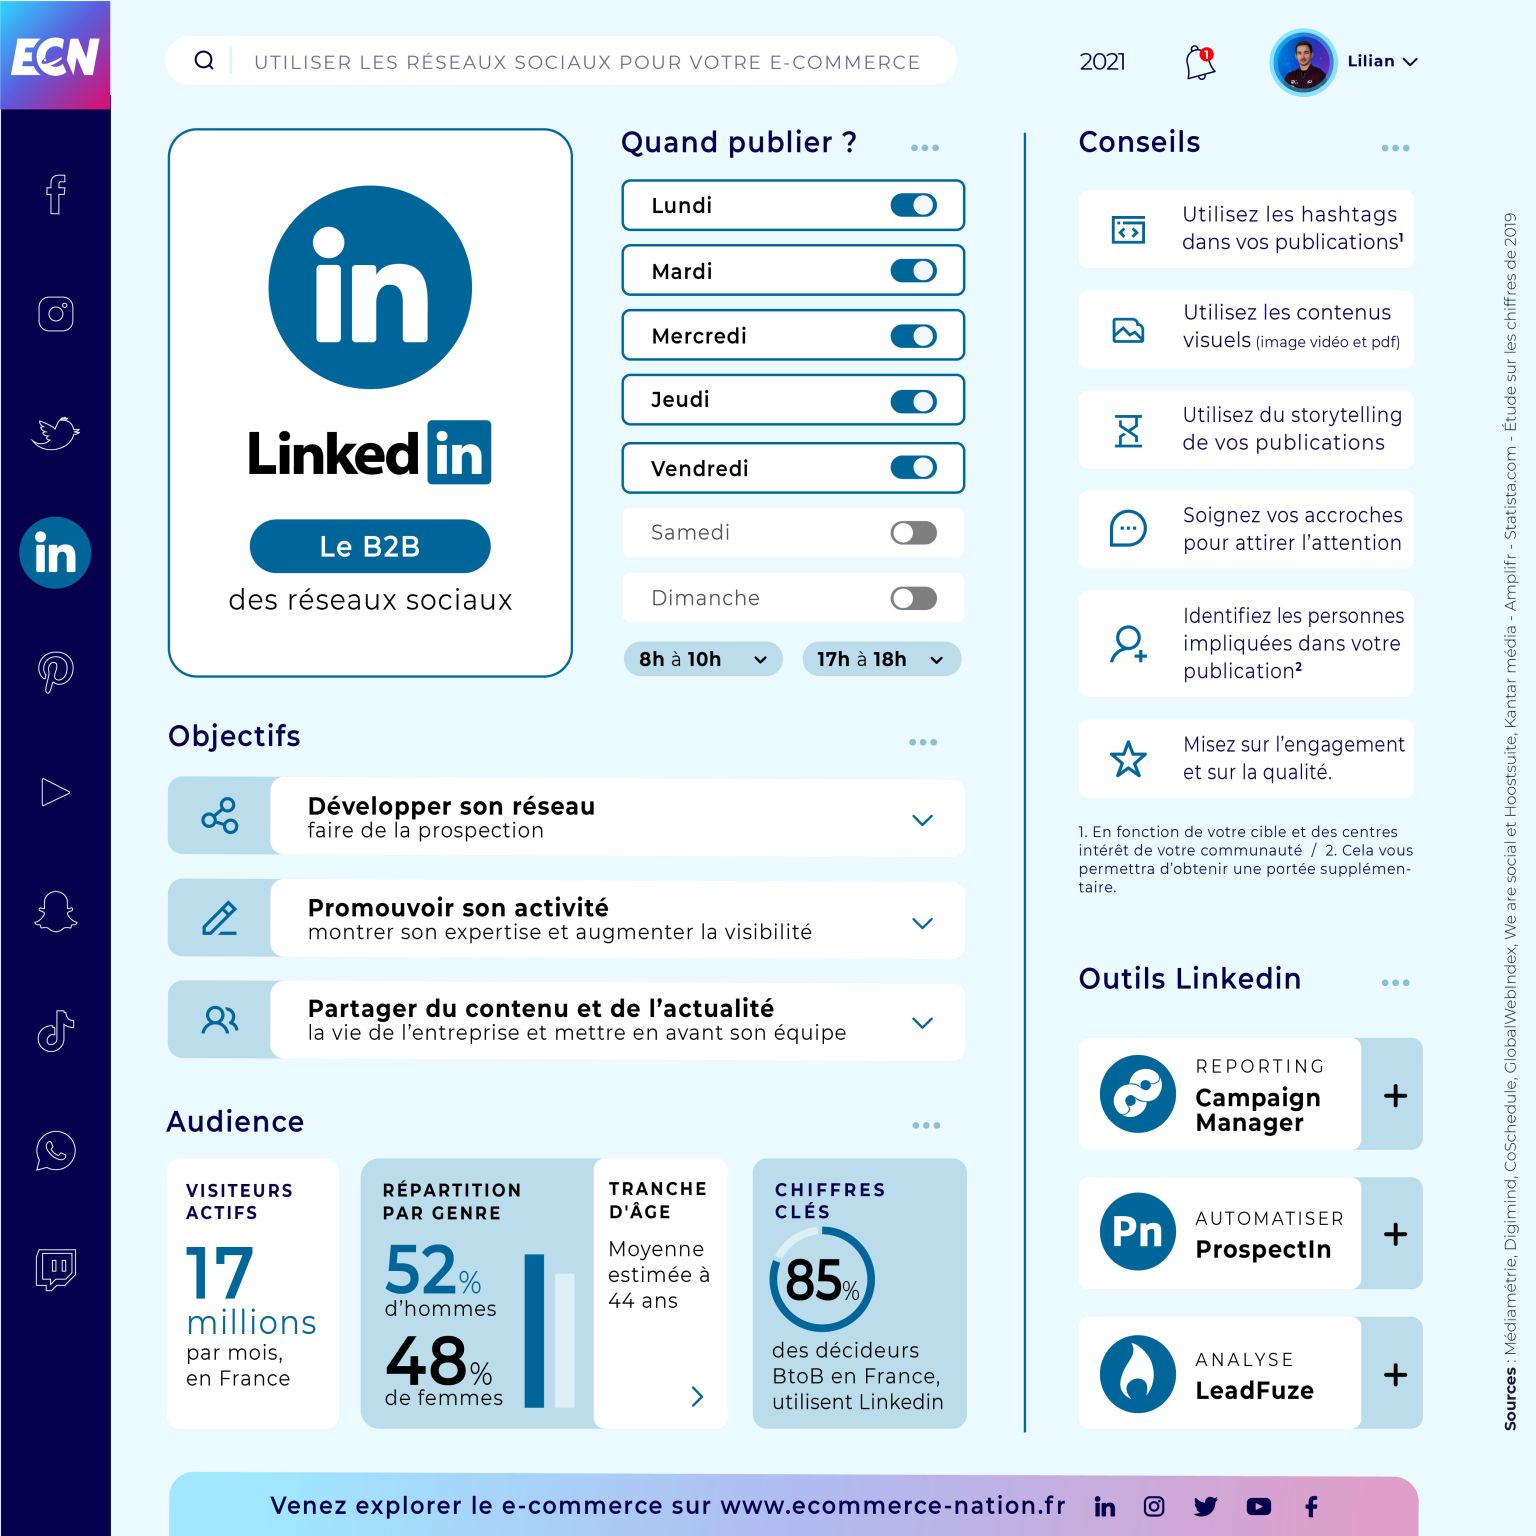 ECN
UTILISER LES RÉSEAUX SOCIAUX POUR VOTRE E-COMMERCE
2021
1
Lilian
in
Linked in
Le B2B
des réseaux sociaux
Quand publier ?
Lundi
Mardi
Mercredi
Jeudi
Vendredi
Samedi
Dimanche
8h à 10h
17h à 18h
Objectifs
Développer son réseau
faire de la prospection
Promouvoir son activité
montrer son expertise et augmenter la visibilité
Partager du contenu et de l’actualité
la vie de l’entreprise et mettre en avant son équipe
Audience
VISITEURS
ACTIFS
17
millions
par mois,
en France
RÉPARTITION
PAR GENRE
52%
d’hommes
48%
de femmes
TRANCHE
D'ÂGE
Moyenne
estimée à
44 ans
CHIFFRES
CLÉS
85%
des décideurs
BtoB en France,
utilisent Linkedin
Conseils
Utilisez les hashtags
dans vos publications¹
Utilisez les contenus
visuels (image vidéo et pdf)
Utilisez du storytelling
de vos publications
Soignez vos accroches
pour attirer l’attention
Identifiez les personnes
impliquées dans votre
publication²
Misez sur l’engagement
et sur la qualité.
1. En fonction de votre cible et des centres
intérêt de votre communauté / 2. Cela vous
permettra d’obtenir une portée supplémen-
taire.
Outils Linkedin
REPORTING
Campaign
Manager
Pn
AUTOMATISER
ProspectIn
ANALYSE
LeadFuze
Sources : Médiamétrie, Digimind, CoSchedule, GlobalWebIndex, We are social et Hoostsuite, Kantar média - Amplifr - Statista.com - Étude sur les chiffres de 2019
Venez explorer le e-commerce sur www.ecommerce-nation.fr